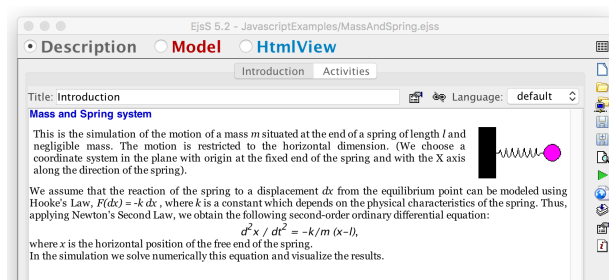 EjsS 5.2 - JavascriptExamples/MassAndSpring.ejss
Description Model HtmlView
Introduction Activities
Title: Introduction Language: default
Mass and Spring system
This is the simulation of the motion of a mass m situated at the end of a spring of length l and
negligible mass. The motion is restricted to the horizontal dimension. (We choose a
coordinate system in the plane with origin at the fixed end of the spring and with the X axis
along the direction of the spring).
We assume that the reaction of the spring to a displacement dx from the equilibrium point can be modeled using
Hooke's Law, F(dx) = -k dx , where k is a constant which depends on the physical characteristics of the spring. Thus,
applying Newton's Second Law, we obtain the following second-order ordinary differential equation:
d² x / dt² = -k/m (x-l),
where x is the horizontal position of the free end of the spring.
In the simulation we solve numerically this equation and visualize the results.